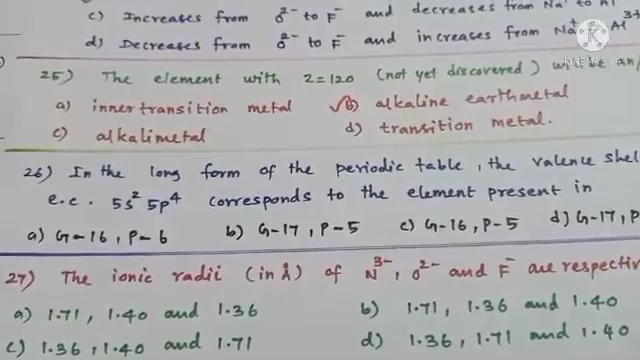 c) Increases from O²⁻ to F⁻ and decreases from Na⁺ to Al
d) Decreases from O²⁻ to F⁻ and increases from Na⁺ Al³⁺
25) The element with Z=120 (not yet discovered) will be an
a) inner transition metal b) alkaline earthmetal
c) alkalimetal d) transition metal.
26) In the long form of the periodic table, the valence shell
e.c. 5s² 5p⁴ corresponds to the element present in
a) G-16, P-6 b) G-17, P-5 c) G-16, P-5 d) G-17, P
27) The ionic radii (in Å) of N³⁻, O²⁻ and F⁻ are respectiv
a) 1.71, 1.40 and 1.36 b) 1.71, 1.36 and 1.40
c) 1.36, 1.40 and 1.71 d) 1.36, 1.71 and 1.40